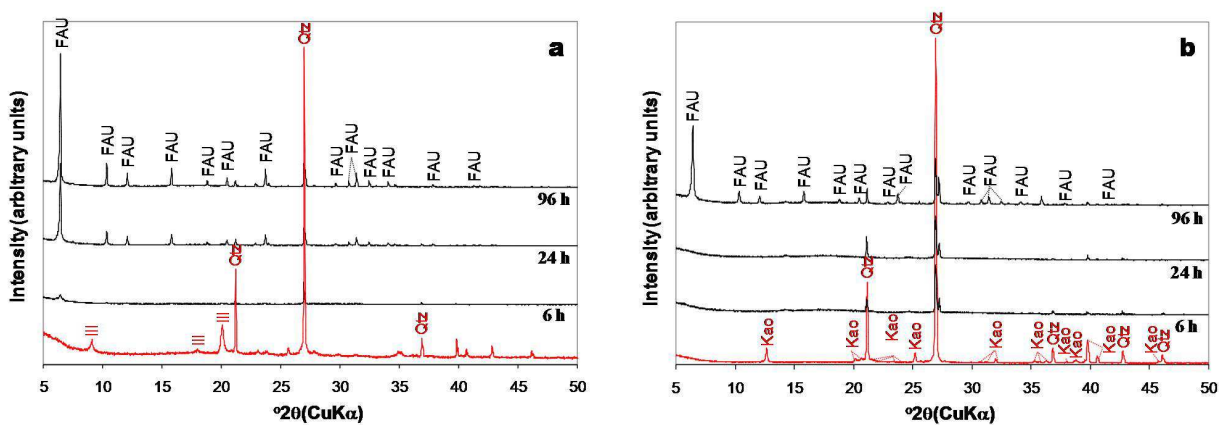 a
FAU
Qtz
FAU
FAU
FAU
FAU
FAU
FAU
FAU
FAU
FAU
FAU
FAU
FAU
96 h
24 h
Qtz
6 h
Ill
Ill
Ill
Qtz
5 10 15 20 25 30 35 40 45 50
°2θ(CuKα)
Intensity (arbitrary units)
b
Qtz
FAU
FAU
FAU
FAU
FAU
FAU
FAU
FAU
FAU
FAU
FAU
FAU
FAU
96 h
24 h
Qtz
6 h
Kao
Kao
Kao
Kao
Kao
Kao
Qtz
Kao
Kao
Kao
Qtz
Kao
Qtz
5 10 15 20 25 30 35 40 45 50
°2θ(CuKα)
Intensity (arbitrary units)